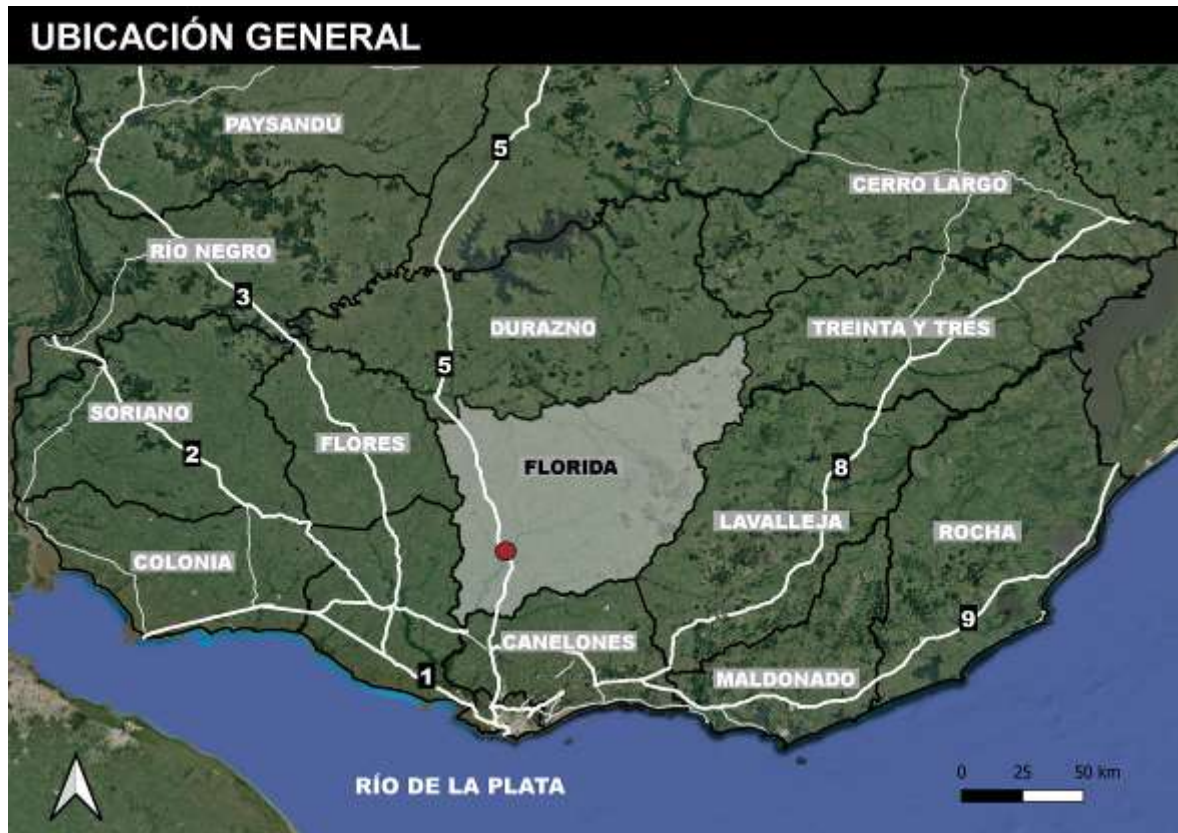 UBICACIÓN GENERAL
PAYSANDÚ
5
CERRO LARGO
RÍO NEGRO
3
DURAZNO
TREINTA Y TRES
5
SORIANO
FLORES
2
FLORIDA
8
LAVALLEJA
ROCHA
COLONIA
CANELONES
9
MALDONADO
1
RÍO DE LA PLATA
0 25 50 km